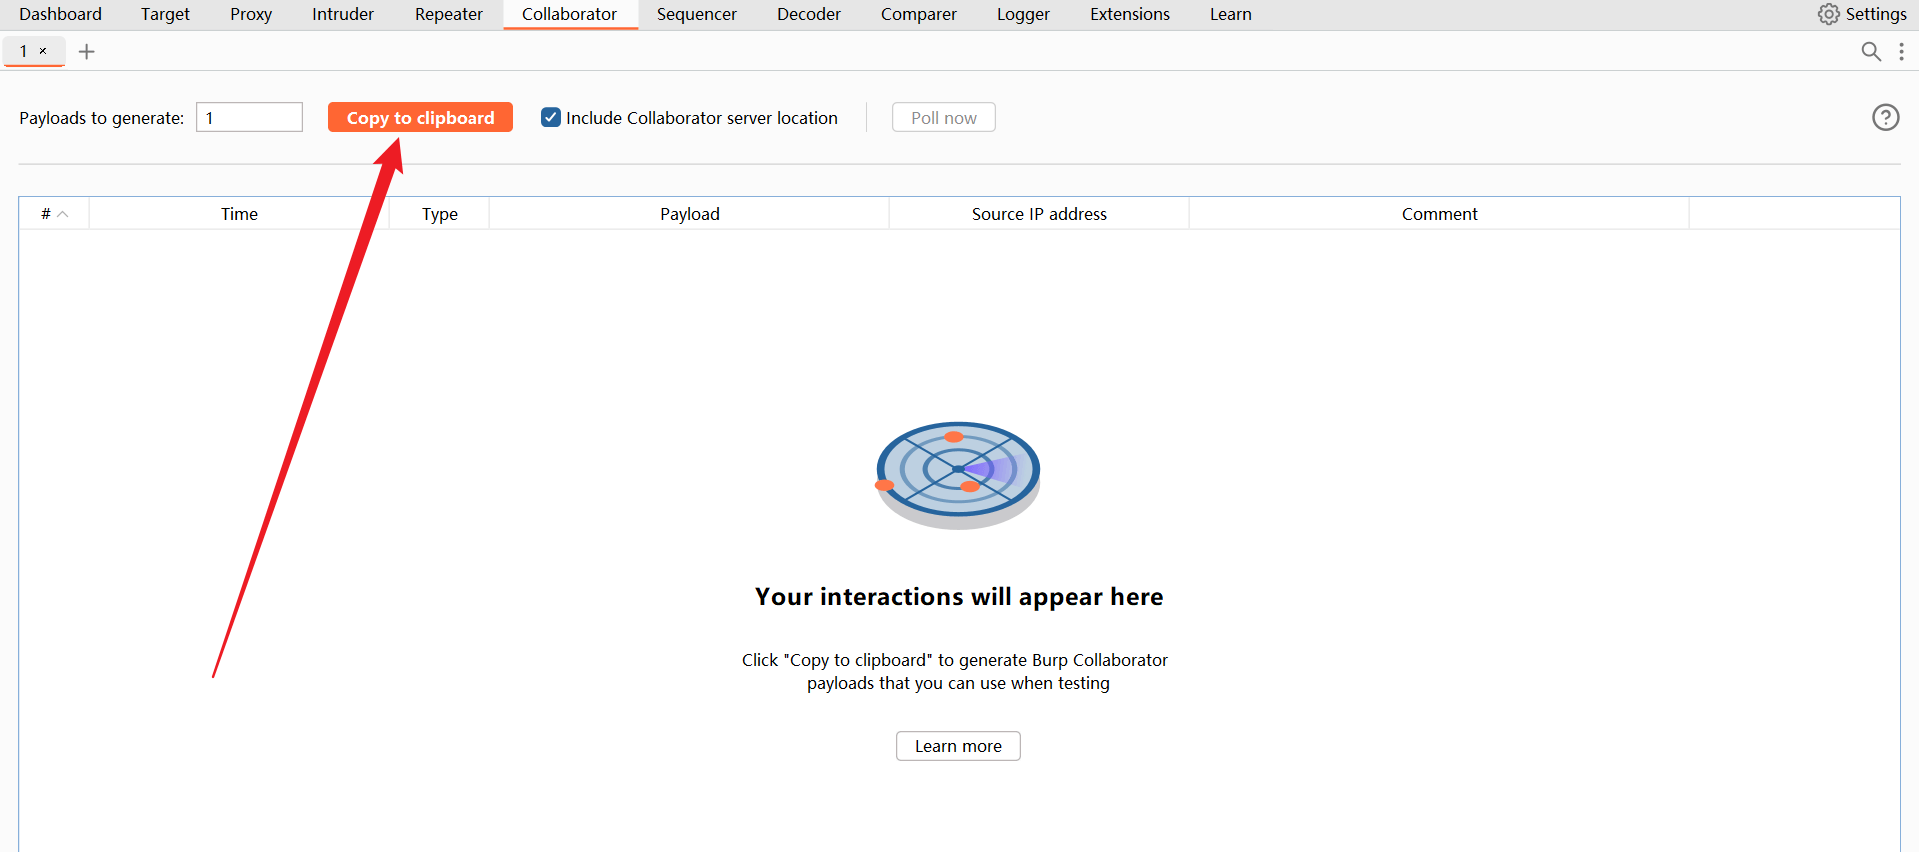 Dashboard Target Proxy Intruder Repeater Collaborator Sequencer Decoder Comparer Logger Extensions Learn Settings
1 × +
Payloads to generate: 1 Copy to clipboard Include Collaborator server location Poll now ?
# Time Type Payload Source IP address Comment
Your interactions will appear here
Click "Copy to clipboard" to generate Burp Collaborator
payloads that you can use when testing
Learn more